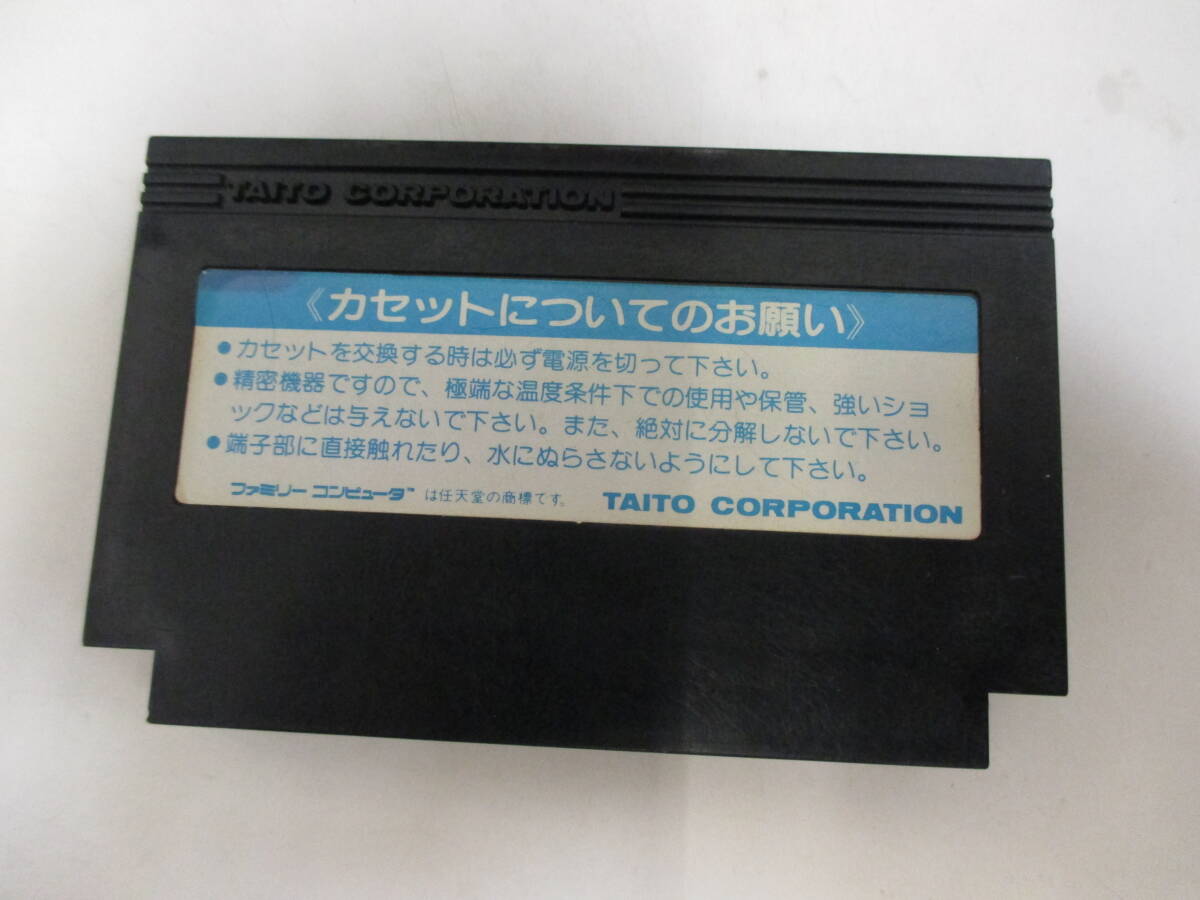 TAITO CORPORATION
《カセットについてのお願い》
●カセットを交換する時は必ず電源を切って下さい。
●精密機器ですので、極端な温度条件下での使用や保管、強いショ
ックなどは与えないで下さい。また、絶対に分解しないで下さい。
●端子部に直接触れたり、水にぬらさないようにして下さい。
ファミリーコンピュータ™ は任天堂の商標です。 TAITO CORPORATION